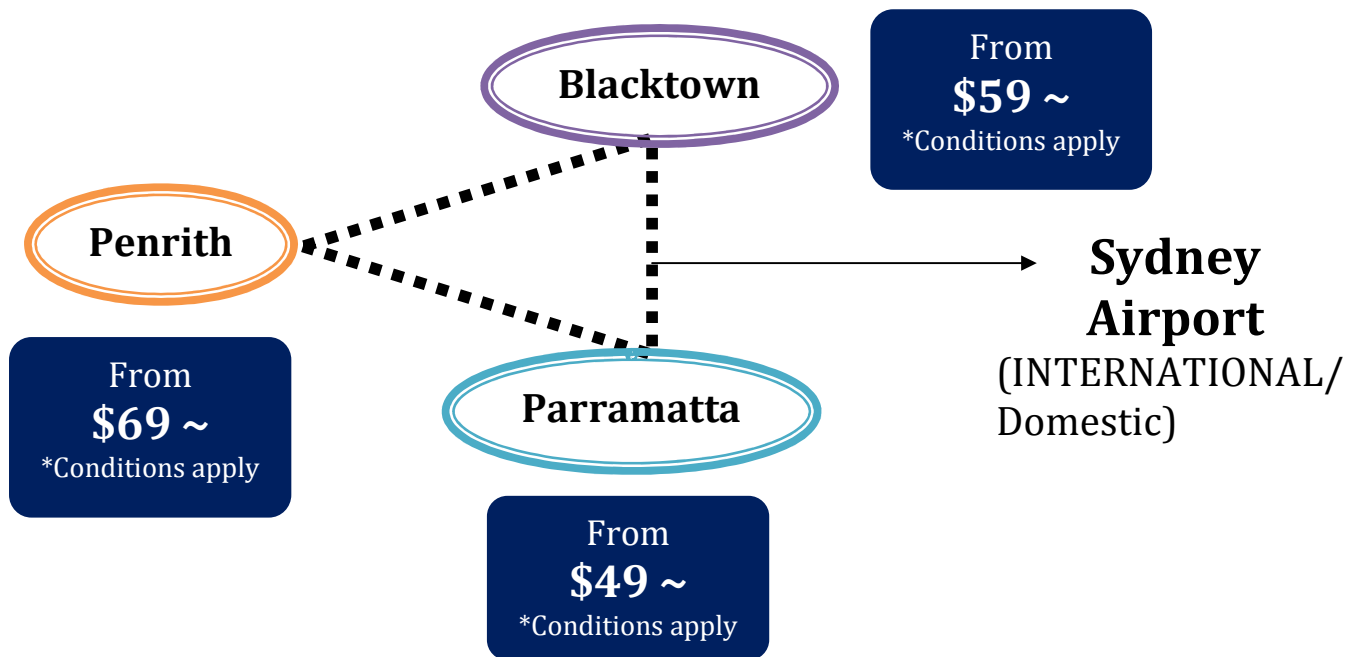 Blacktown
From
$59 ~
*Conditions apply
Penrith
Sydney
Airport
(INTERNATIONAL/
Domestic)
From
$69 ~
*Conditions apply
Parramatta
From
$49 ~
*Conditions apply